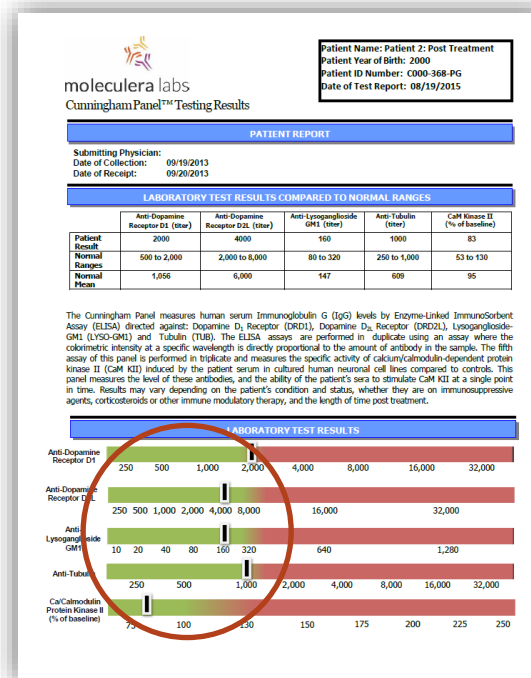 moleculera labs
Cunningham Panel™ Testing Results
Patient Name: Patient 2: Post Treatment
Patient Year of Birth: 2000
Patient ID Number: C000-368-PG
Date of Test Report: 08/19/2015
PATIENT REPORT
Submitting Physician:
Date of Collection: 09/19/2013
Date of Receipt: 09/20/2013
LABORATORY TEST RESULTS COMPARED TO NORMAL RANGES
Anti-Dopamine Receptor D1 (titer) Anti-Dopamine Receptor D2L (titer) Anti-Lysoganglioside GM1 (titer) Anti-Tubulin (titer) CaM Kinase II (% of baseline)
Patient Result 2000 4000 160 1000 83
Normal Ranges 500 to 2,000 2,000 to 8,000 80 to 320 250 to 1,000 53 to 130
Normal Mean 1,056 6,000 147 609 95
The Cunningham Panel measures human serum Immunoglobulin G (IgG) levels by Enzyme-Linked ImmunoSorbent
Assay (ELISA) directed against: Dopamine D1 Receptor (DRD1), Dopamine D2L Receptor (DRD2L), Lysoganglioside-
GM1 (LYSO-GM1) and Tubulin (TUB). The ELISA assays are performed in duplicate using an assay where the
colorimetric intensity at a specific wavelength is directly proportional to the amount of antibody in the sample. The fifth
assay of this panel is performed in triplicate and measures the specific activity of calcium/calmodulin-dependent protein
kinase II (CaM KII) induced by the patient serum in cultured human neuronal cell lines compared to controls. This
panel measures the level of these antibodies, and the ability of the patient's sera to stimulate CaM KII at a single point
in time. Results may vary depending on the patient's condition and status, whether they are on immunosuppressive
agents, corticosteroids or other immune modulatory therapy, and the length of time post treatment.
LABORATORY TEST RESULTS
Anti-Dopamine
Receptor D1
250 500 1,000 2,000 4,000 8,000 16,000 32,000
Anti-Dopamine
Receptor D2L
250 500 1,000 2,000 4,000 8,000 16,000 32,000
Anti-
Lysoganglioside
GM1
10 20 40 80 160 320 640 1,280
Anti-Tubulin
250 500 1,000 2,000 4,000 8,000 16,000 32,000
Ca/Calmodulin
Protein Kinase II
(% of baseline)
75 100 130 150 175 200 225 250